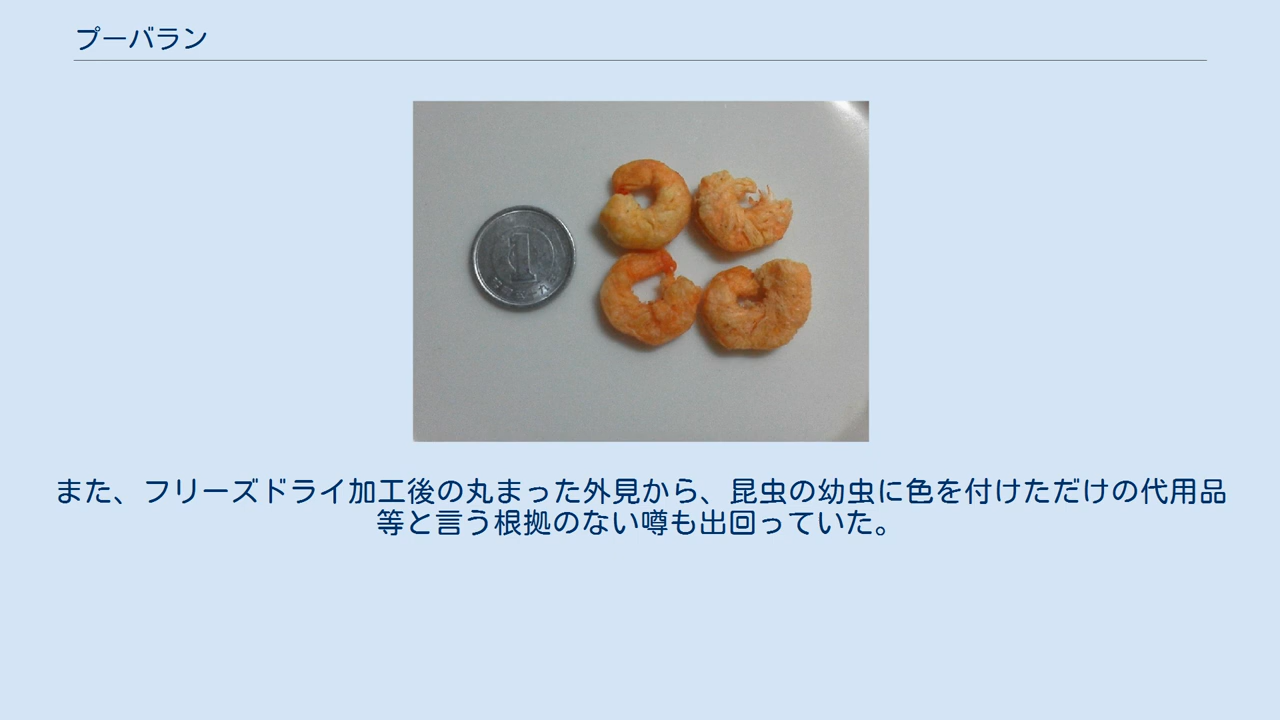 プーバラン
1
また、フリーズドライ加工後の丸まった外見から、昆虫の幼虫に色を付けただけの代用品
等と言う根拠のない噂も出回っていた。